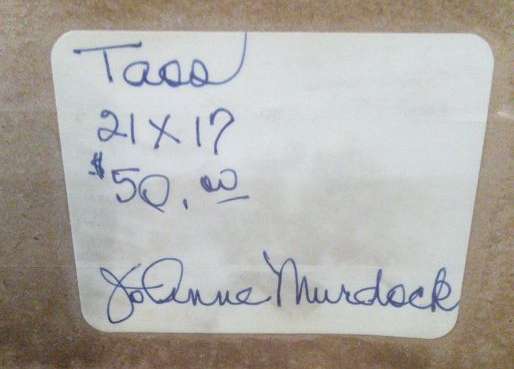 Taos
21 x 17
$50.00
JoAnne Murdock